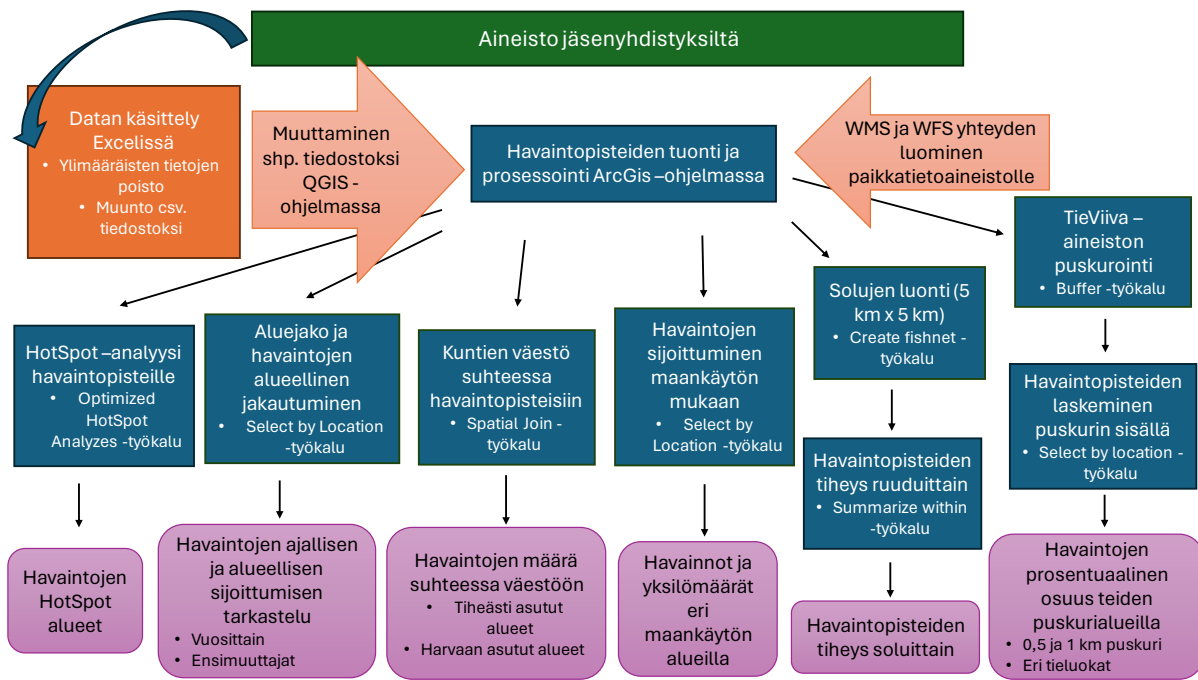 Aineisto jäsenyhdistyksiltä
Datan käsittely
Excelissä
• Ylimääräisten tietojen
poisto
• Muunto csv.
tiedostoksi
Muuttaminen
shp. tiedostoksi
QGIS -
ohjelmassa
Havaintopisteiden tuonti ja
prosessointi ArcGis –ohjelmassa
WMS ja WFS yhteyden
luominen
paikkatietoaineistolle
HotSpot –analyysi
havaintopisteille
• Optimized
HotSpot
Analyzes -työkalu
Aluejako ja
havaintojen
alueellinen
jakautuminen
• Select by Location
-työkalu
Kuntien väestö
suhteessa
havaintopisteisiin
• Spatial Join -
työkalu
Havaintojen
sijoittuminen
maankäytön
mukaan
• Select by
Location -työkalu
Solujen luonti (5
km x 5 km)
• Create fishnet -
työkalu
TieViiva –
aineiston
puskurointi
• Buffer -työkalu
Havaintopisteiden
tiheys ruuduittain
• Summarize within
-työkalu
Havaintopisteiden
laskeminen
puskurin sisällä
• Select by location -
työkalu
Havaintojen
HotSpot
alueet
Havaintojen ajallisen
ja alueellisen
sijoittumisen
tarkastelu
• Vuosittain
• Ensimuuttajat
Havaintojen määrä
suhteessa väestöön
• Tiheästi asutut
alueet
• Harvaan asutut alueet
Havainnot ja
yksilömäärät
eri
maankäytön
alueilla
Havaintopisteiden
tiheys soluittain
Havaintojen
prosentuaalinen
osuus teiden
puskurialueilla
• 0,5 ja 1 km puskuri
• Eri tieluokat